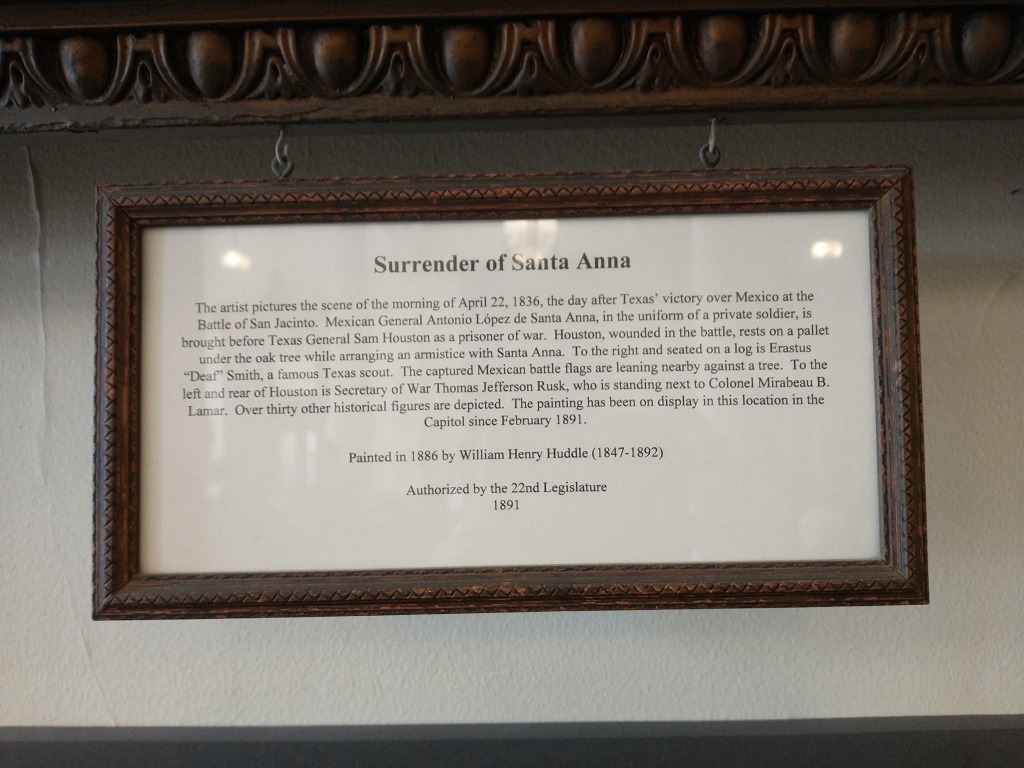 Surrender of Santa Anna
The artist pictures the scene of the morning of April 22, 1836, the day after Texas' victory over Mexico at the
Battle of San Jacinto. Mexican General Antonio López de Santa Anna, in the uniform of a private soldier, is
brought before Texas General Sam Houston as a prisoner of war. Houston, wounded in the battle, rests on a pallet
under the oak tree while arranging an armistice with Santa Anna. To the right and seated on a log is Erastus
“Deaf” Smith, a famous Texas scout. The captured Mexican battle flags are leaning nearby against a tree. To the
left and rear of Houston is Secretary of War Thomas Jefferson Rusk, who is standing next to Colonel Mirabeau B.
Lamar. Over thirty other historical figures are depicted. The painting has been on display in this location in the
Capitol since February 1891.
Painted in 1886 by William Henry Huddle (1847-1892)
Authorized by the 22nd Legislature
1891